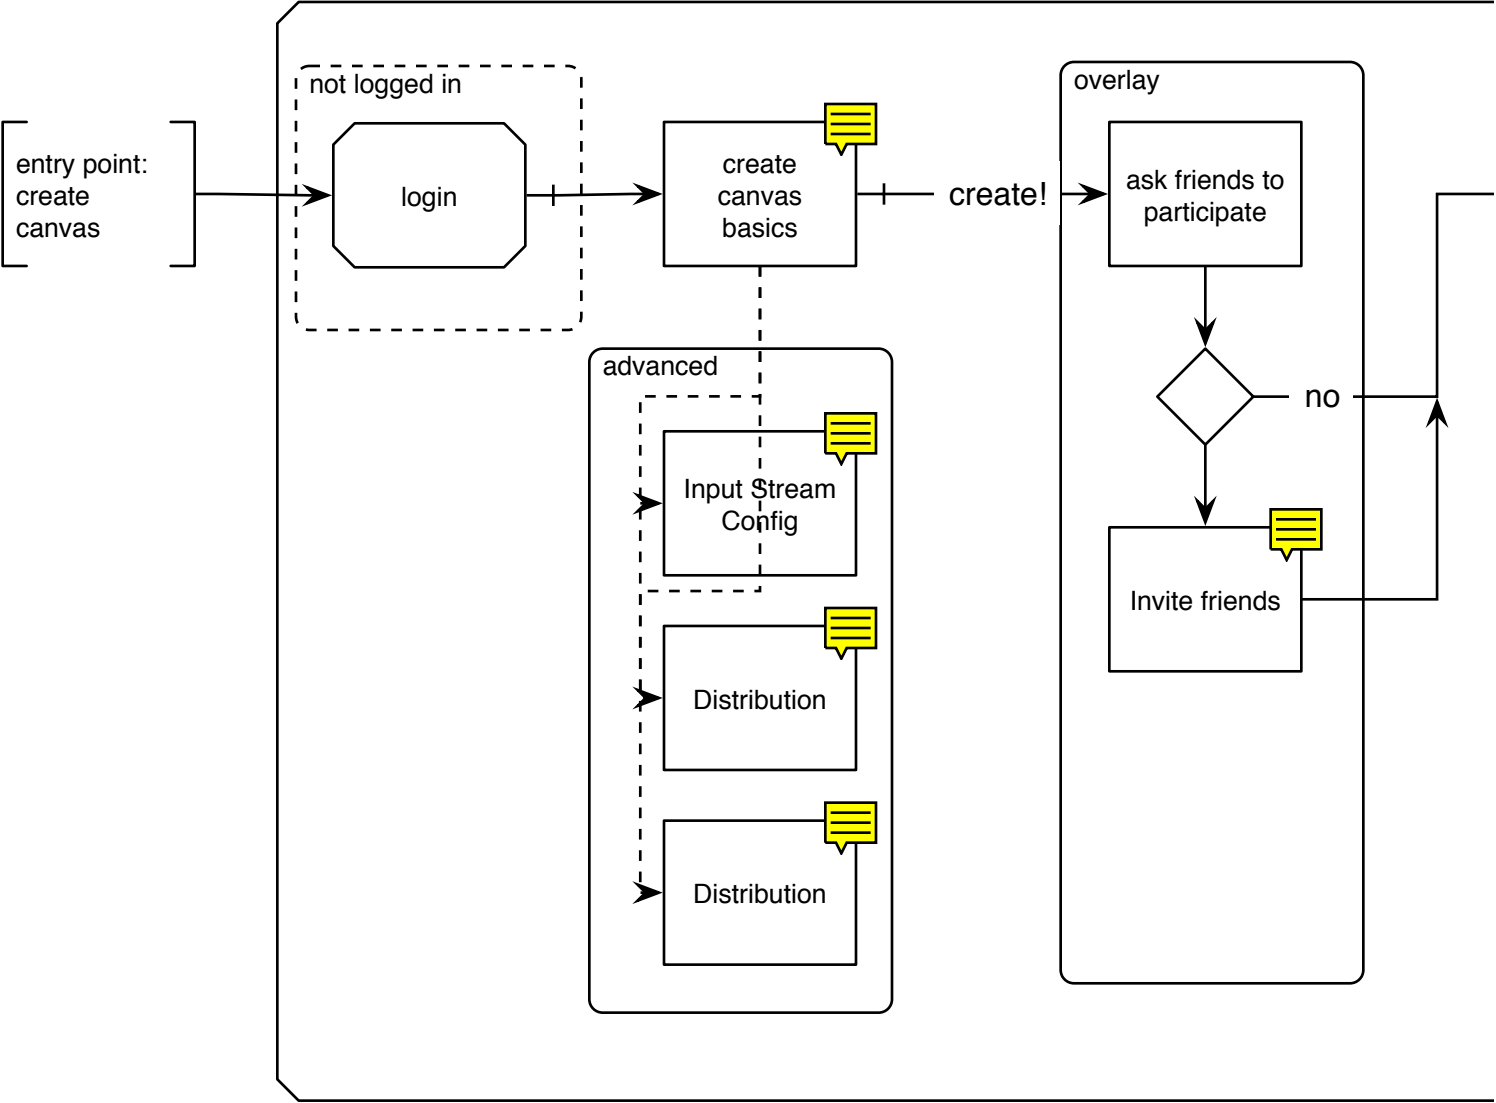 not logged in
overlay
entry point:
create
canvas
login
create
canvas
basics
create!
ask friends to
participate
advanced
no
Input Stream
Config
Invite friends
Distribution
Distribution